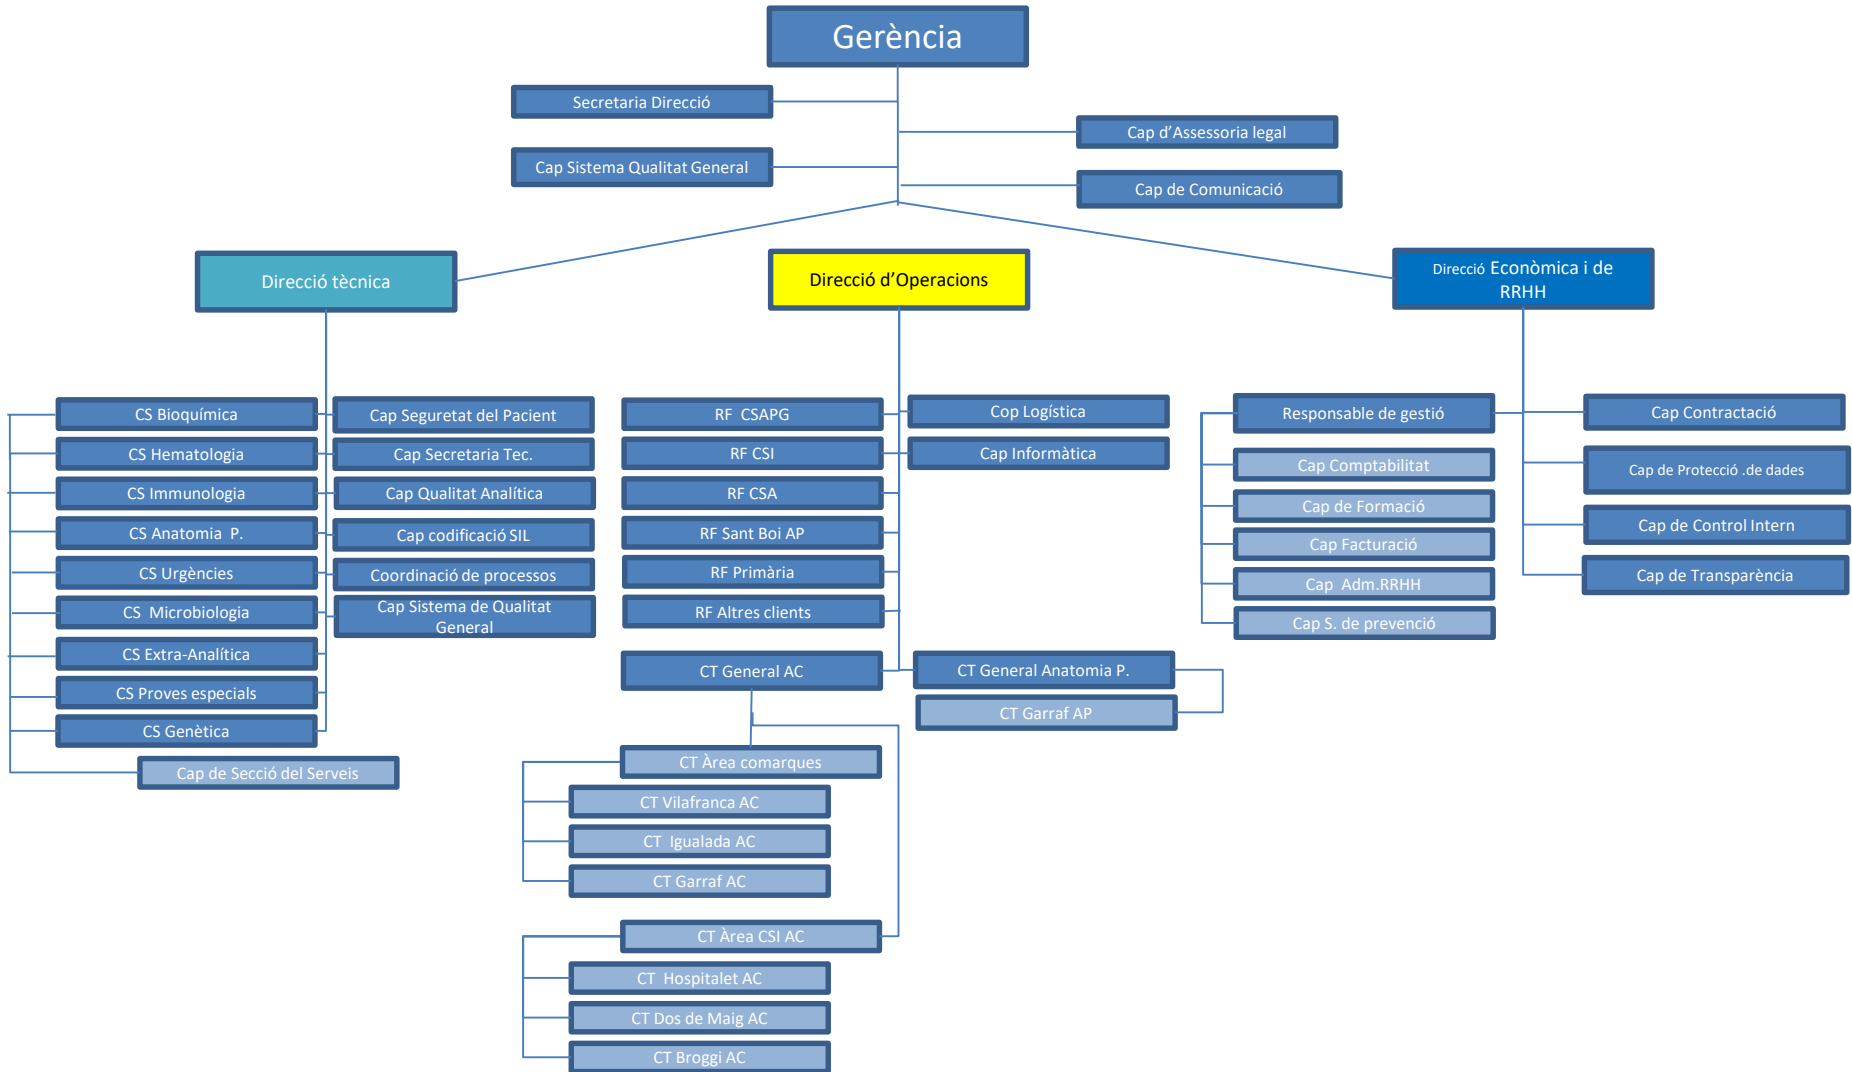 Gerència
Secretaria Direcció
Cap d’Assessoria legal
Cap Sistema Qualitat General
Cap de Comunicació
Direcció tècnica
Direcció d’Operacions
Direcció Econòmica i de
RRHH
CS Bioquímica
CS Hematologia
CS Immunologia
CS Anatomia P.
CS Urgències
CS Microbiologia
CS Extra-Analítica
CS Proves especials
CS Genètica
Cap de Secció del Serveis
Cap Seguretat del Pacient
Cap Secretaria Tec.
Cap Qualitat Analítica
Cap codificació SIL
Coordinació de processos
Cap Sistema de Qualitat
General
RF CSAPG
RF CSI
RF CSA
RF Sant Boi AP
RF Primària
RF Altres clients
CT General AC
Cop Logística
Cap Informàtica
CT General Anatomia P.
CT Garraf AP
CT Àrea comarques
CT Vilafranca AC
CT Igualada AC
CT Garraf AC
CT Àrea CSI AC
CT Hospitalet AC
CT Dos de Maig AC
CT Broggi AC
Responsable de gestió
Cap Comptabilitat
Cap de Formació
Cap Facturació
Cap Adm.RRHH
Cap S. de prevenció
Cap Contractació
Cap de Protecció .de dades
Cap de Control Intern
Cap de Transparència